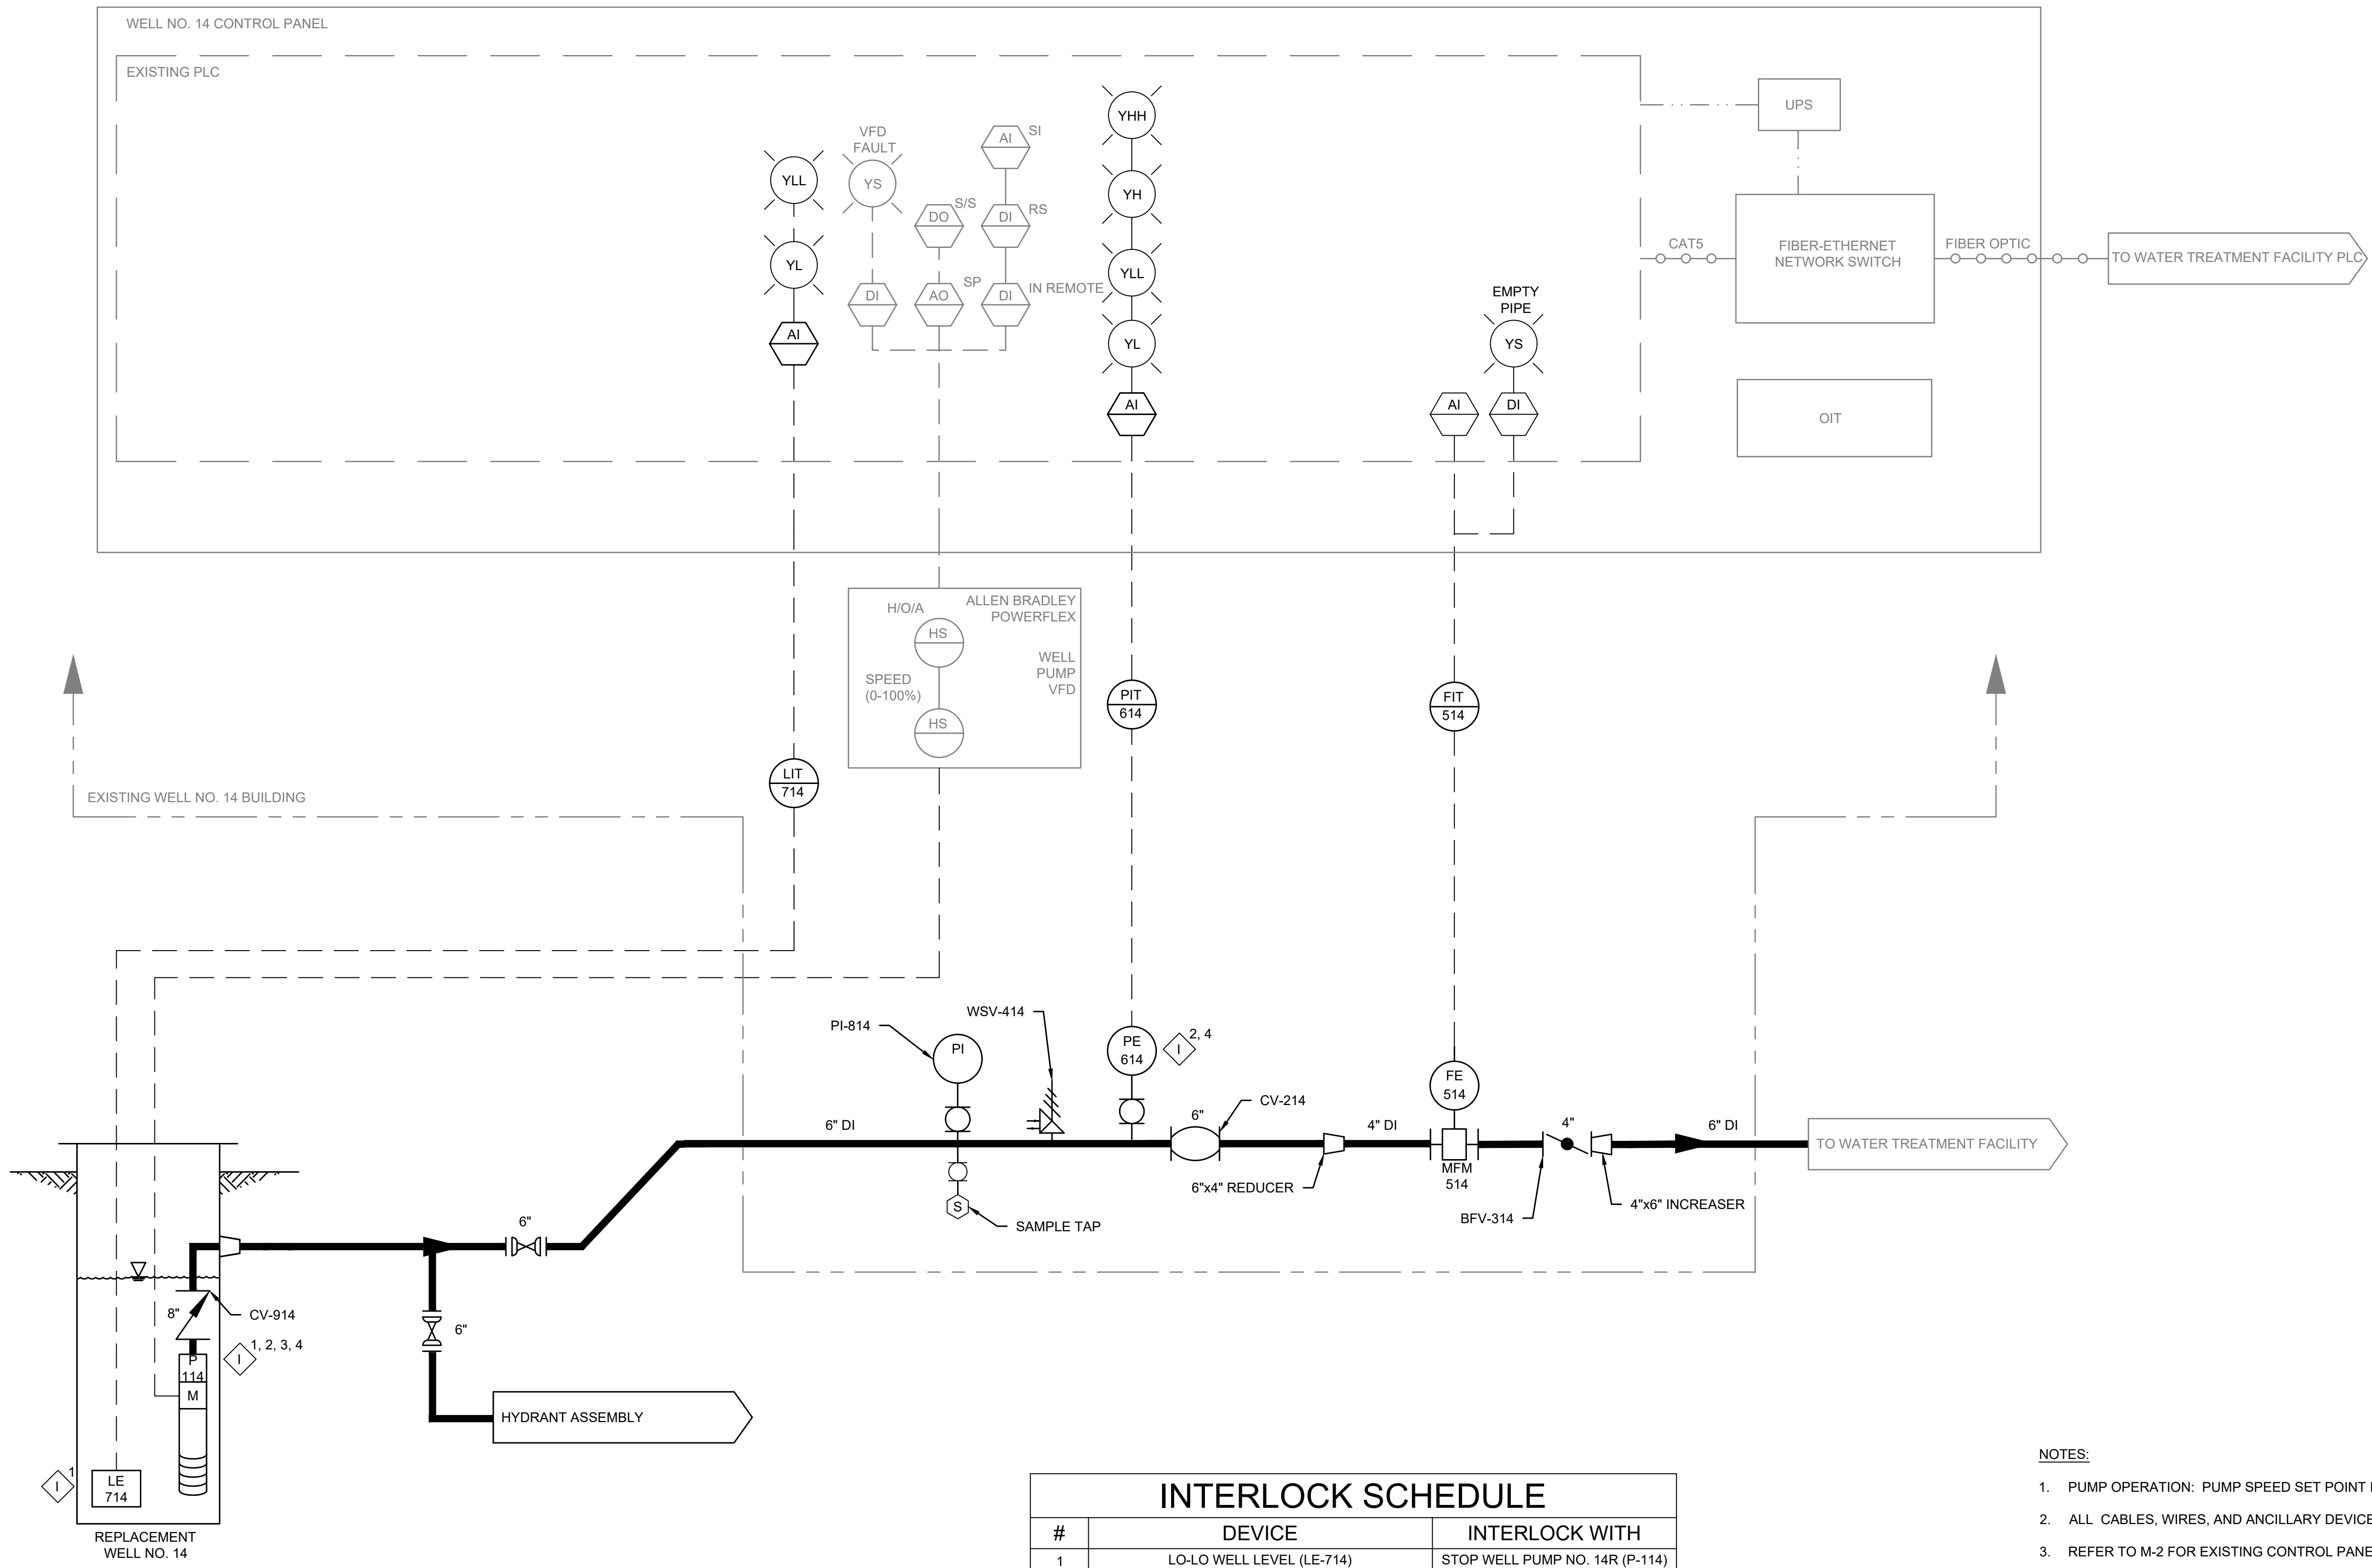 WELL NO. 14 CONTROL PANEL
EXISTING PLC
YLL
YL
AI
VFD
FAULT
YS
DI
DO
S/S
AO
SP
AI
SI
DI
RS
DI
IN REMOTE
YHH
YH
YLL
YL
AI
EMPTY
PIPE
YS
AI
DI
UPS
CAT5
FIBER-ETHERNET
NETWORK SWITCH
FIBER OPTIC
TO WATER TREATMENT FACILITY PLC
OIT
H/O/A
HS
ALLEN BRADLEY
POWERFLEX
SPEED
(0-100%)
HS
WELL
PUMP
VFD
LIT
714
PIT
614
FIT
514
EXISTING WELL NO. 14 BUILDING
PI-814
PI
WSV-414
PE
614
I
2, 4
FE
514
6" DI
6"
CV-214
6"x4" REDUCER
4" DI
MFM
514
4"
BFV-314
4"x6" INCREASER
6" DI
TO WATER TREATMENT FACILITY
S
SAMPLE TAP
6"
8"
CV-914
I
1, 2, 3, 4
P
114
M
6"
HYDRANT ASSEMBLY
I
1
LE
714
REPLACEMENT
WELL NO. 14
INTERLOCK SCHEDULE
# DEVICE INTERLOCK WITH
1 LO-LO WELL LEVEL (LE-714) STOP WELL PUMP NO. 14R (P-114)
NOTES:
1. PUMP OPERATION: PUMP SPEED SET POINT
2. ALL CABLES, WIRES, AND ANCILLARY DEVICE
3. REFER TO M-2 FOR EXISTING CONTROL PANE